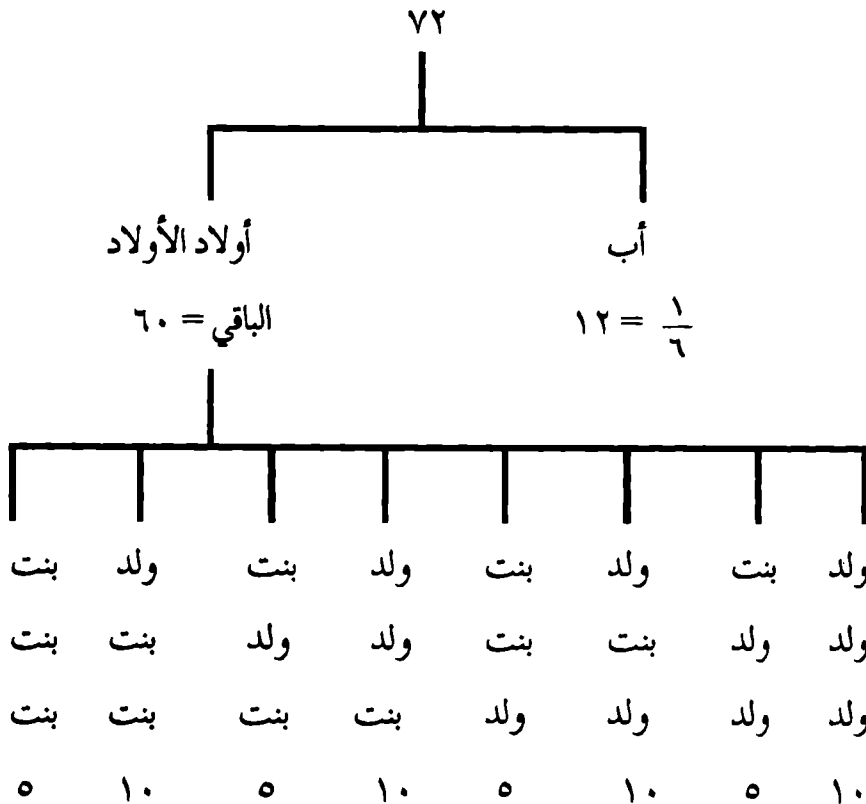 ٧٢
أب أولاد الأولاد
١/٦ = ١٢ الباقي = ٦٠
ولد بنت ولد بنت ولد بنت ولد بنت
ولد ولد بنت بنت ولد ولد بنت بنت
ولد ولد ولد ولد بنت بنت بنت بنت
١٠ ٥ ١٠ ٥ ١٠ ٥ ١٠ ٥